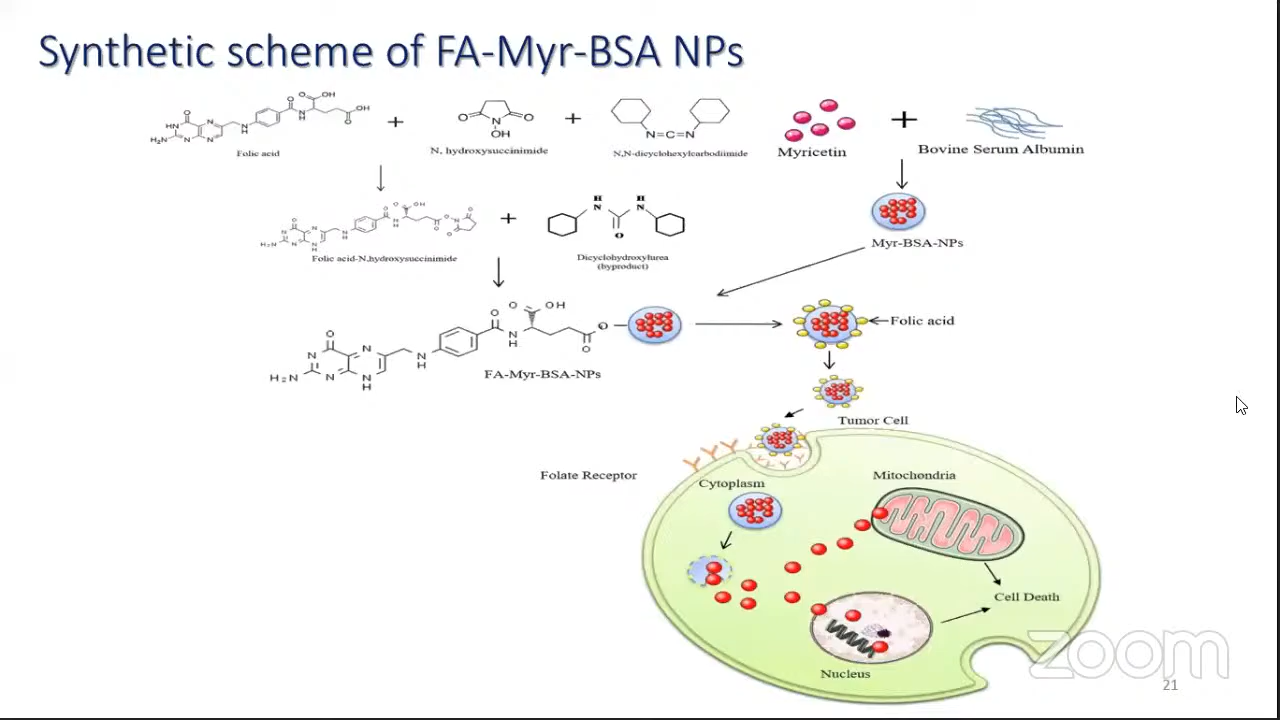 Synthetic scheme of FA-Myr-BSA NPs
Folic acid
+
N, hydroxysuccinimide
+
N,N-dicyclohexylcarbodiimide
Myricetin
+
Bovine Serum Albumin
Folic acid-N,hydroxysuccinimide
+
Dicyclohydroxylurea
(byproduct)
Myr-BSA-NPs
FA-Myr-BSA-NPs
Folic acid
Tumor Cell
Folate Receptor
Cytoplasm
Mitochondria
Cell Death
Nucleus
zoom
21